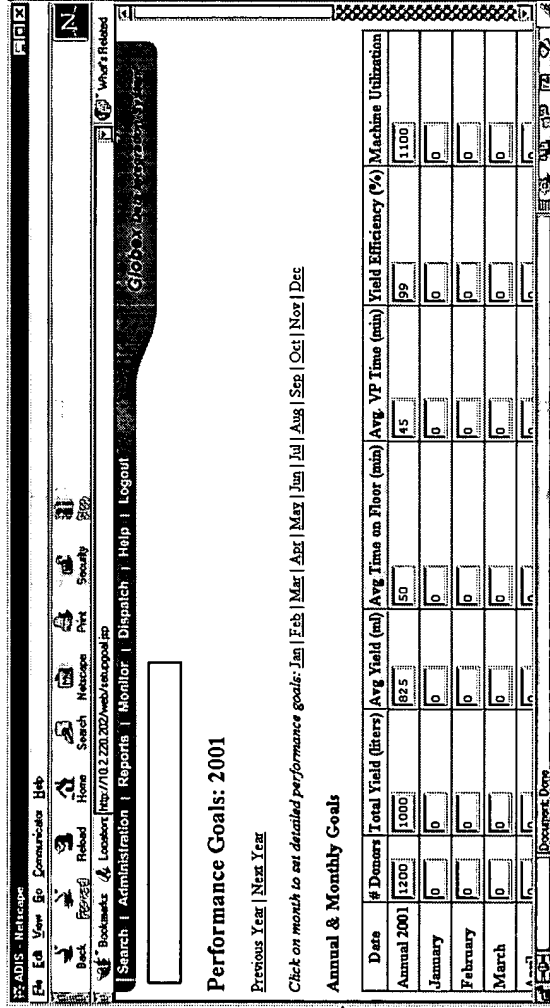 ADIS - Netscape
File Edit View Go Communicator Help
Back Forward Reload Home Search Netscape Print Security Stop
Bookmarks Location: http://10.2.220.202/web/setupgoal.jsp What's Related
Search | Administration | Reports | Monitor | Dispatch | Help | Logout
Performance Goals: 2001
Previous Year | Next Year
Click on month to set detailed performance goals: Jan | Feb | Mar | Apr | May | Jun | Jul | Aug | Sep | Oct | Nov | Dec
Annual & Monthly Goals
Date # Donors Total Yield (liters) Avg Yield (ml) Avg Time on Floor (min) Avg. VP Time (min) Yield Efficiency (%) Machine Utilization
Annual 2001 1200 1000 825 50 45 99 1100
January 0 0 0 0 0 0 0
February 0 0 0 0 0 0 0
March 0 0 0 0 0 0 0
April
Document: Done